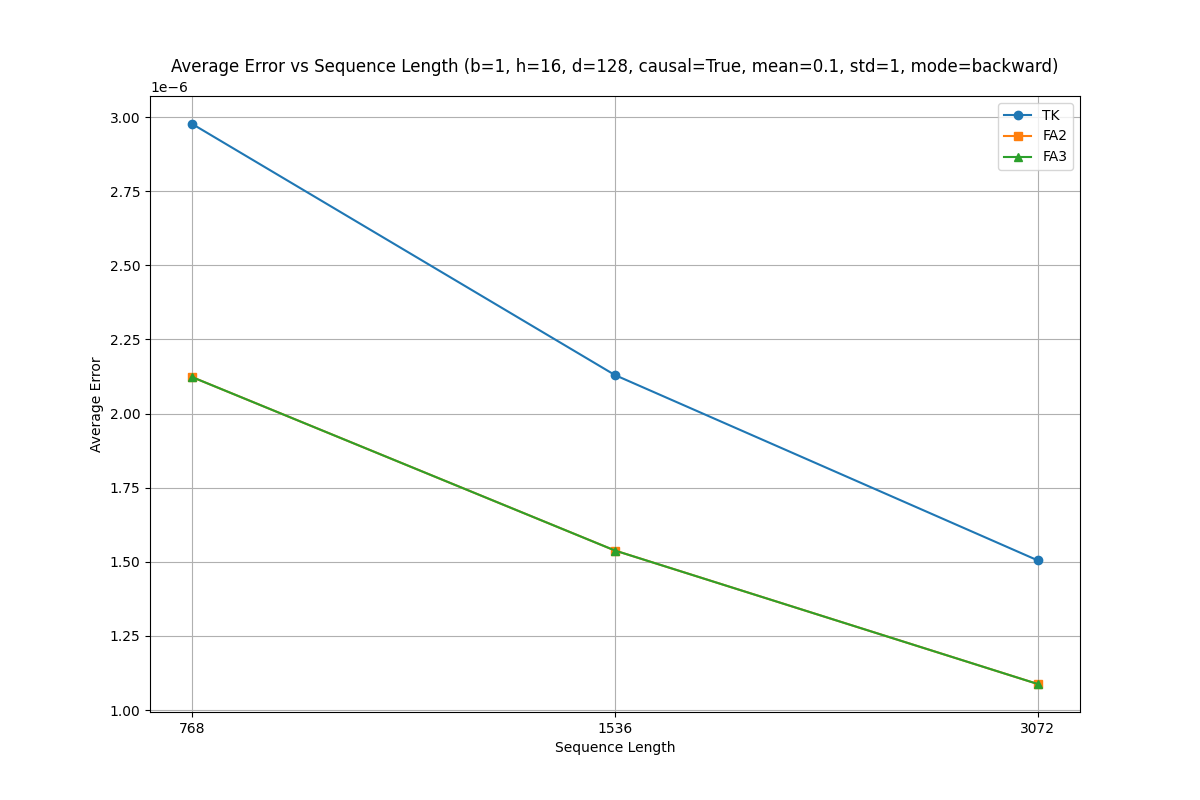 Average Error vs Sequence Length (b=1, h=16, d=128, causal=True, mean=0.1, std=1, mode=backward)
1e−6
TK
FA2
FA3
3.00
2.75
2.50
2.25
2.00
1.75
1.50
1.25
1.00
Average Error
768
1536
3072
Sequence Length